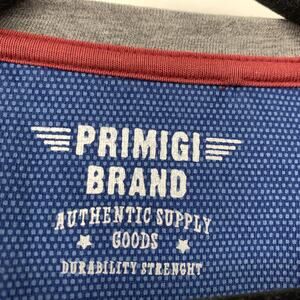 PRIMIGI
BRAND
AUTHENTIC SUPPLY
GOODS
DURABILITY STRENGHT